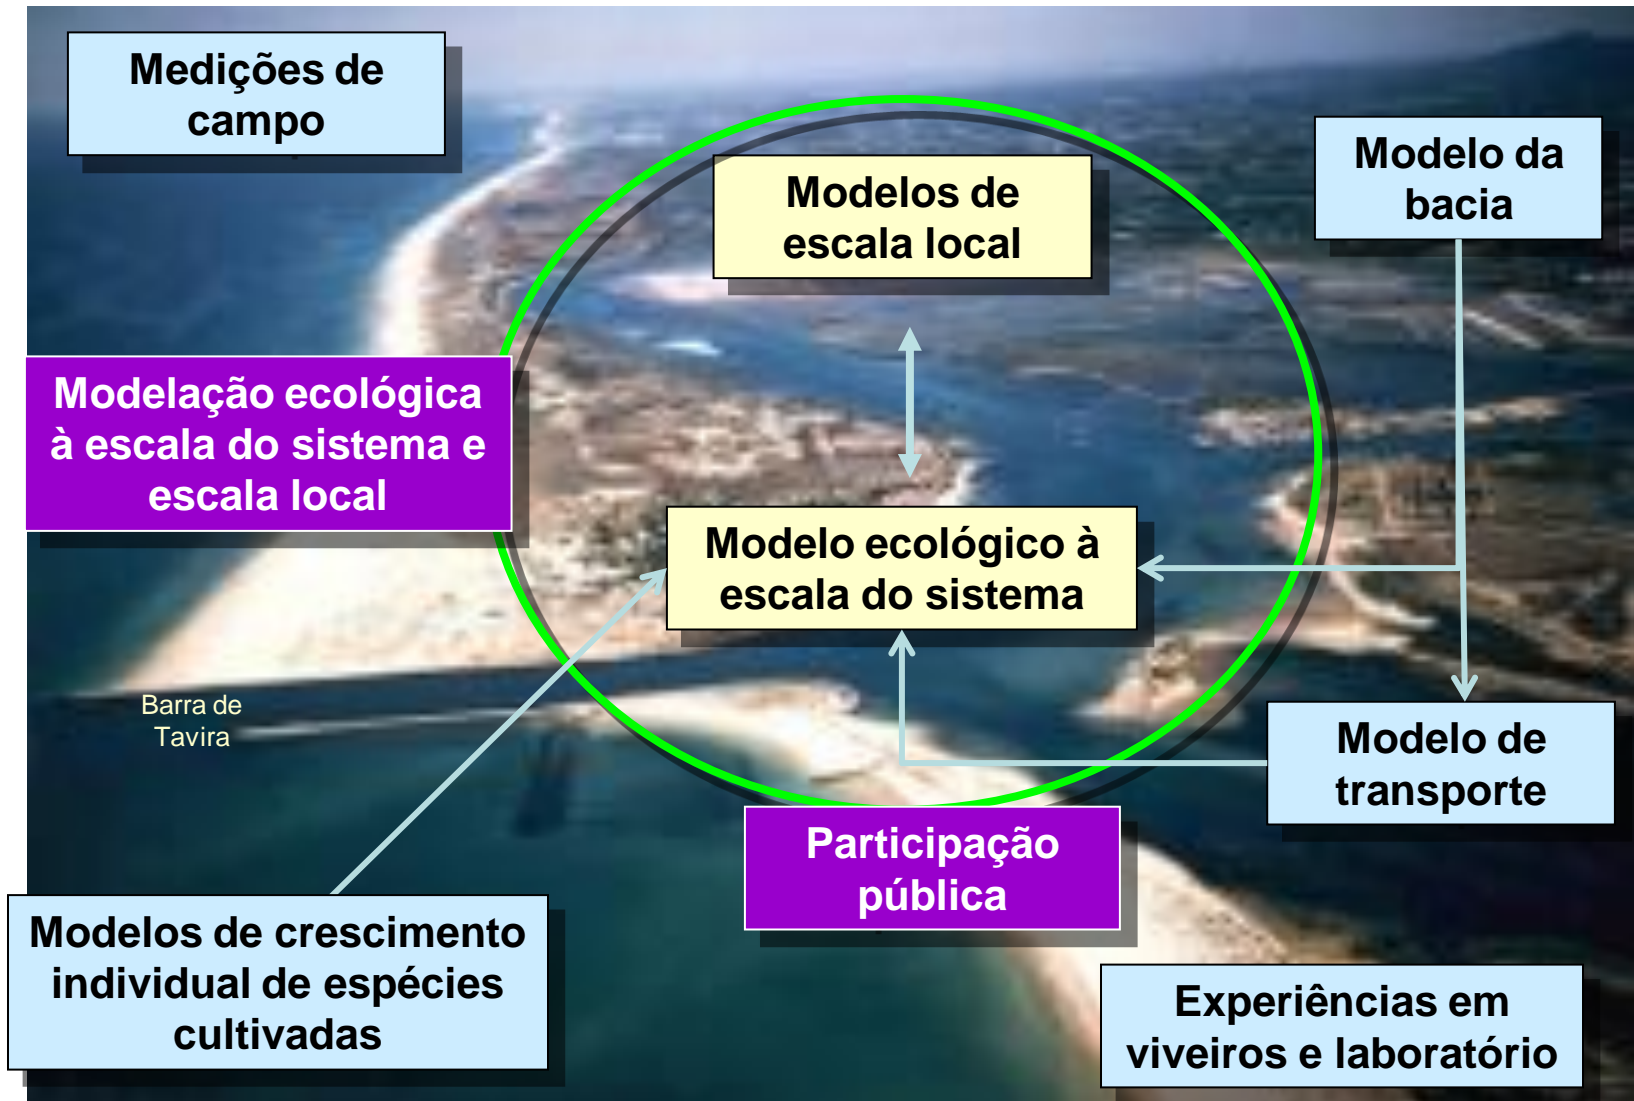 Medições de
campo
Modelos de
escala local
Modelo da
bacia
Modelação ecológica
à escala do sistema e
escala local
Modelo ecológico à
escala do sistema
Barra de
Tavira
Modelo de
transporte
Participação
pública
Modelos de crescimento
individual de espécies
cultivadas
Experiências em
viveiros e laboratório